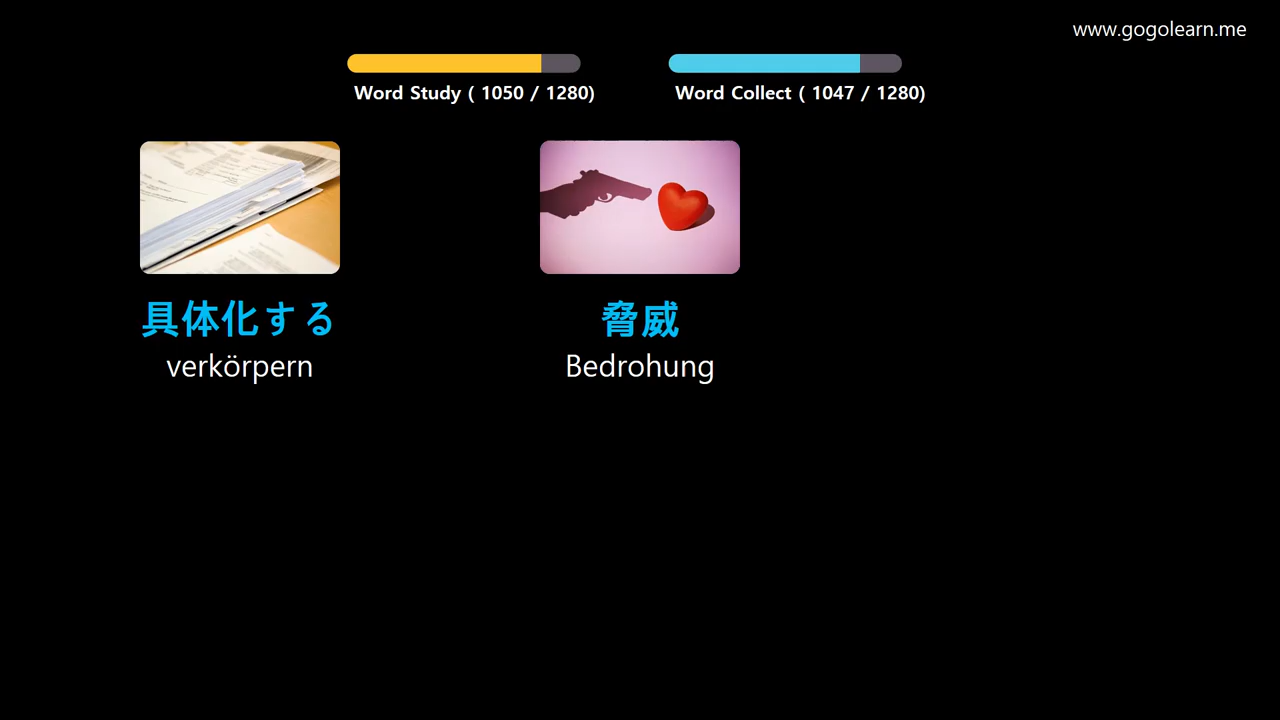 www.gogolearn.me
Word Study ( 1050 / 1280)
Word Collect ( 1047 / 1280)
具体化する
verkörpern
脅威
Bedrohung